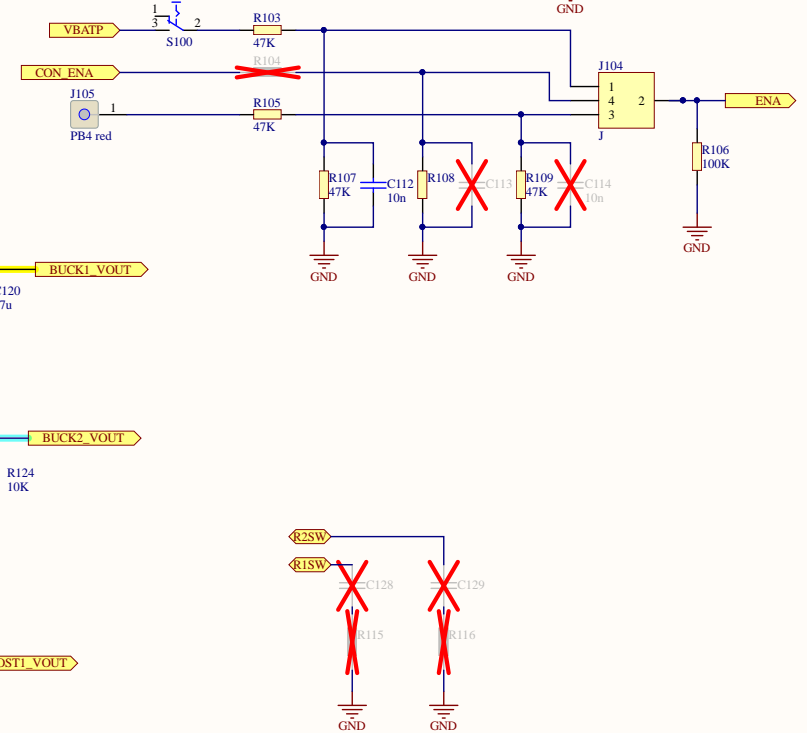 GND
1
3
2
VBATP
S100
R103
47K
CON_ENA
R104
J105
1
PB4 red
R105
47K
J104
1
4
3
2
J
ENA
R106
100K
GND
R107
47K
C112
10n
R108
C113
R109
47K
C114
10n
GND
GND
GND
BUCK1_VOUT
C120
7u
BUCK2_VOUT
R124
10K
R2SW
R1SW
C128
C129
R115
R116
OST1_VOUT
GND
GND